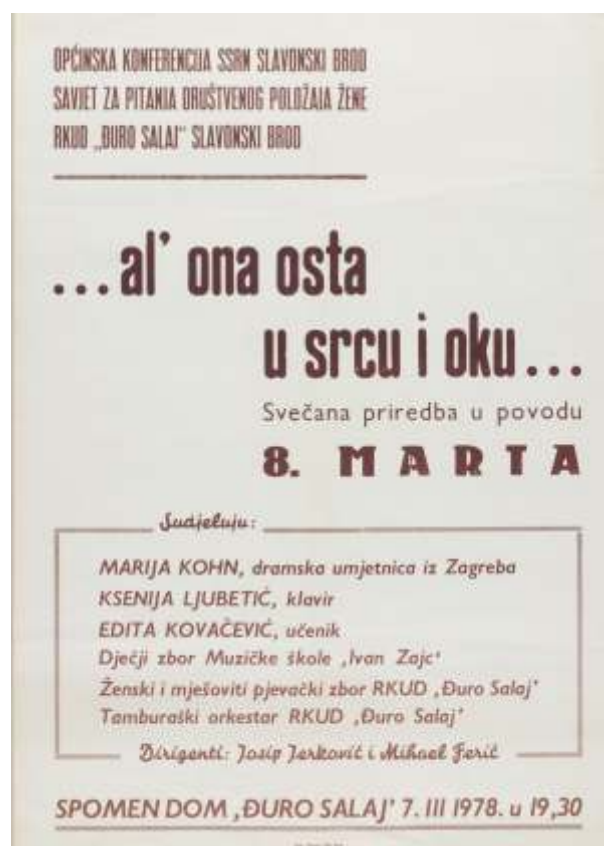 OPĆINSKA KONFERENCIJA SSRN SLAVONSKI BROD
SAVJET ZA PITANJA DRUŠTVENOG POLOŽAJA ŽENE
RKUD „ĐURO SALAJ“ SLAVONSKI BROD
...al' ona osta
u srcu i oku...
Svečana priredba u povodu
8. MARTA
Sudjeluju:
MARIJA KOHN, dramska umjetnica iz Zagreba
KSENIJA LJUBETIĆ, klavir
EDITA KOVAČEVIĆ, učenik
Dječji zbor Muzičke škole ‚Ivan Zajc‘
Ženski i mješoviti pjevački zbor RKUD ‚Đuro Salaj‘
Tamburaški orkestar RKUD ‚Đuro Salaj‘
Dirigenti: Josip Jerković i Mihael Ferić
SPOMEN DOM ‚ĐURO SALAJ‘ 7. III 1978. u 19,30